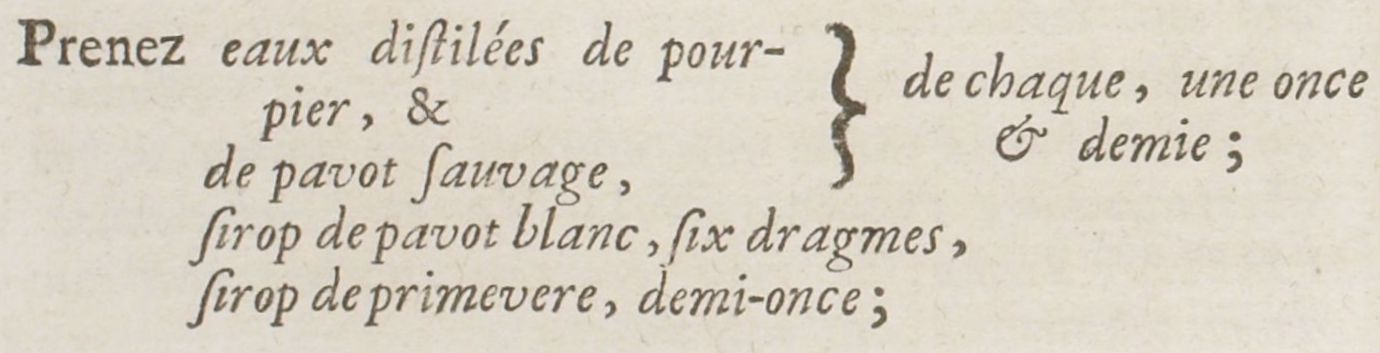 Prenez eaux diſtilées de pour-
pier, &
de pavot ſauvage,
} de chaque, une once
& demie;
ſirop de pavot blanc, ſix dragmes,
ſirop de primevere, demi-once;